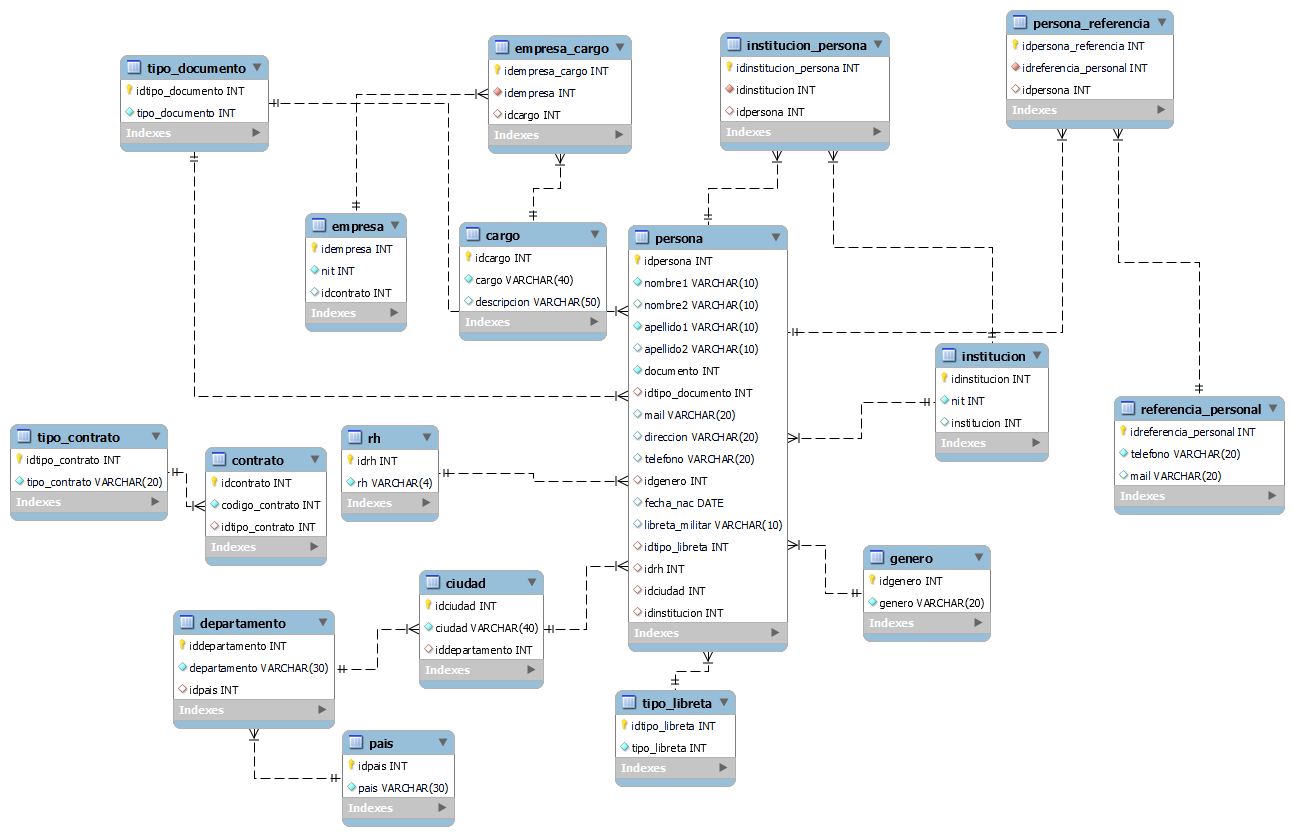 tipo_documento
idtipo_documento INT
tipo_documento INT
Indexes
empresa_cargo
idempresa_cargo INT
idempresa INT
idcargo INT
Indexes
institucion_persona
idinstitucion_persona INT
idinstitucion INT
idpersona INT
Indexes
persona_referencia
idpersona_referencia INT
idreferencia_personal INT
idpersona INT
Indexes
empresa
idempresa INT
nit INT
idcontrato INT
Indexes
cargo
idcargo INT
cargo VARCHAR(40)
descripcion VARCHAR(50)
Indexes
persona
idpersona INT
nombre1 VARCHAR(10)
nombre2 VARCHAR(10)
apellido1 VARCHAR(10)
apellido2 VARCHAR(10)
documento INT
idtipo_documento INT
mail VARCHAR(20)
direccion VARCHAR(20)
telefono VARCHAR(20)
idgenero INT
fecha_nac DATE
libreta_militar VARCHAR(10)
idtipo_libreta INT
idrh INT
idciudad INT
idinstitucion INT
Indexes
institucion
idinstitucion INT
nit INT
institucion INT
Indexes
referencia_personal
idreferencia_personal INT
telefono VARCHAR(20)
mail VARCHAR(20)
Indexes
tipo_contrato
idtipo_contrato INT
tipo_contrato VARCHAR(20)
Indexes
contrato
idcontrato INT
codigo_contrato INT
idtipo_contrato INT
Indexes
rh
idrh INT
rh VARCHAR(4)
Indexes
genero
idgenero INT
genero VARCHAR(20)
Indexes
ciudad
idciudad INT
ciudad VARCHAR(40)
iddepartamento INT
Indexes
departamento
iddepartamento INT
departamento VARCHAR(30)
idpais INT
Indexes
tipo_libreta
idtipo_libreta INT
tipo_libreta INT
Indexes
pais
idpais INT
pais VARCHAR(30)
Indexes